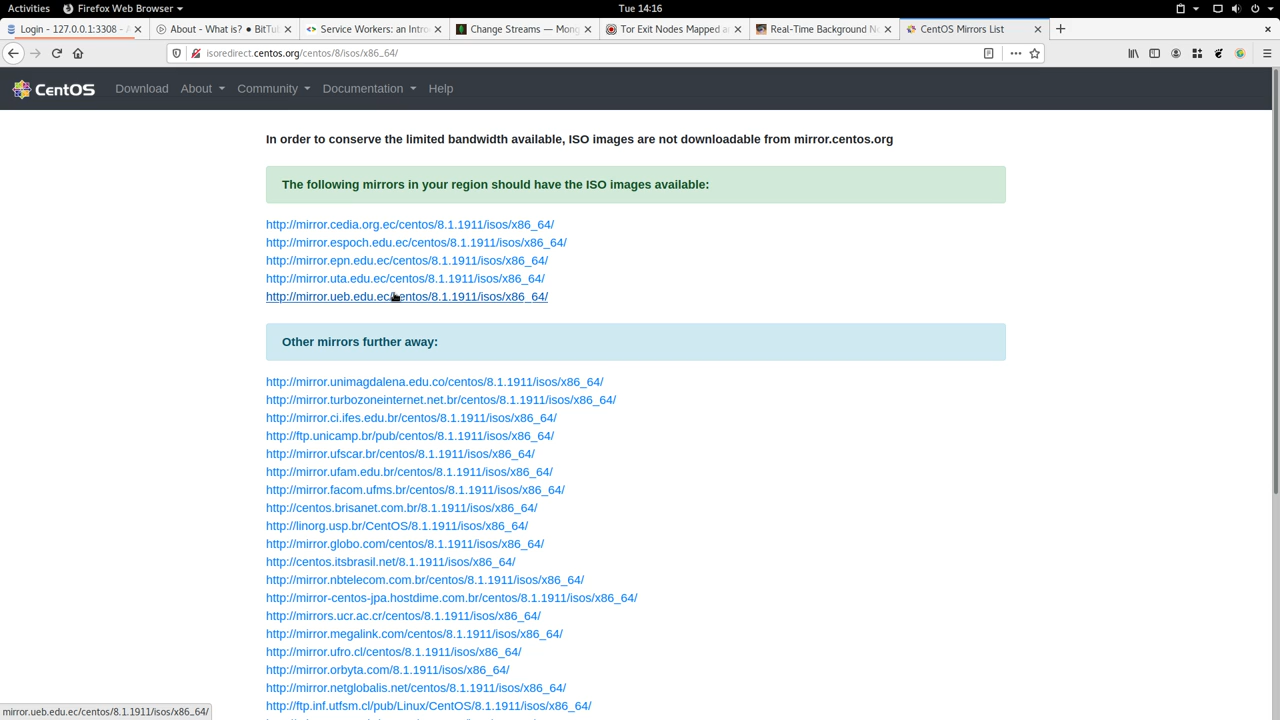 Activities Firefox Web Browser Tue 14:16
Login - 127.0.0.1:3308 - A
About - What is? ● BitTu
Service Workers: an Intro
Change Streams — Mong
Tor Exit Nodes Mapped a
Real-Time Background N
CentOS Mirrors List
isoredirect.centos.org/centos/8/isos/x86_64/
CentOS Download About Community Documentation Help
In order to conserve the limited bandwidth available, ISO images are not downloadable from mirror.centos.org
The following mirrors in your region should have the ISO images available:
http://mirror.cedia.org.ec/centos/8.1.1911/isos/x86_64/
http://mirror.espoch.edu.ec/centos/8.1.1911/isos/x86_64/
http://mirror.epn.edu.ec/centos/8.1.1911/isos/x86_64/
http://mirror.uta.edu.ec/centos/8.1.1911/isos/x86_64/
http://mirror.ueb.edu.ec/centos/8.1.1911/isos/x86_64/
Other mirrors further away:
http://mirror.unimagdalena.edu.co/centos/8.1.1911/isos/x86_64/
http://mirror.turbozoneinternet.net.br/centos/8.1.1911/isos/x86_64/
http://mirror.ci.ifes.edu.br/centos/8.1.1911/isos/x86_64/
http://ftp.unicamp.br/pub/centos/8.1.1911/isos/x86_64/
http://mirror.ufscar.br/centos/8.1.1911/isos/x86_64/
http://mirror.ufam.edu.br/centos/8.1.1911/isos/x86_64/
http://mirror.facom.ufms.br/centos/8.1.1911/isos/x86_64/
http://centos.brisanet.com.br/8.1.1911/isos/x86_64/
http://linorg.usp.br/CentOS/8.1.1911/isos/x86_64/
http://mirror.globo.com/centos/8.1.1911/isos/x86_64/
http://centos.itsbrasil.net/8.1.1911/isos/x86_64/
http://mirror.nbtelecom.com.br/centos/8.1.1911/isos/x86_64/
http://mirror-centos-jpa.hostdime.com.br/centos/8.1.1911/isos/x86_64/
http://mirrors.ucr.ac.cr/centos/8.1.1911/isos/x86_64/
http://mirror.megalink.com/centos/8.1.1911/isos/x86_64/
http://mirror.ufro.cl/centos/8.1.1911/isos/x86_64/
http://mirror.orbyta.com/8.1.1911/isos/x86_64/
http://mirror.netglobalis.net/centos/8.1.1911/isos/x86_64/
http://ftp.inf.utfsm.cl/pub/Linux/CentOS/8.1.1911/isos/x86_64/
mirror.ueb.edu.ec/centos/8.1.1911/isos/x86_64/